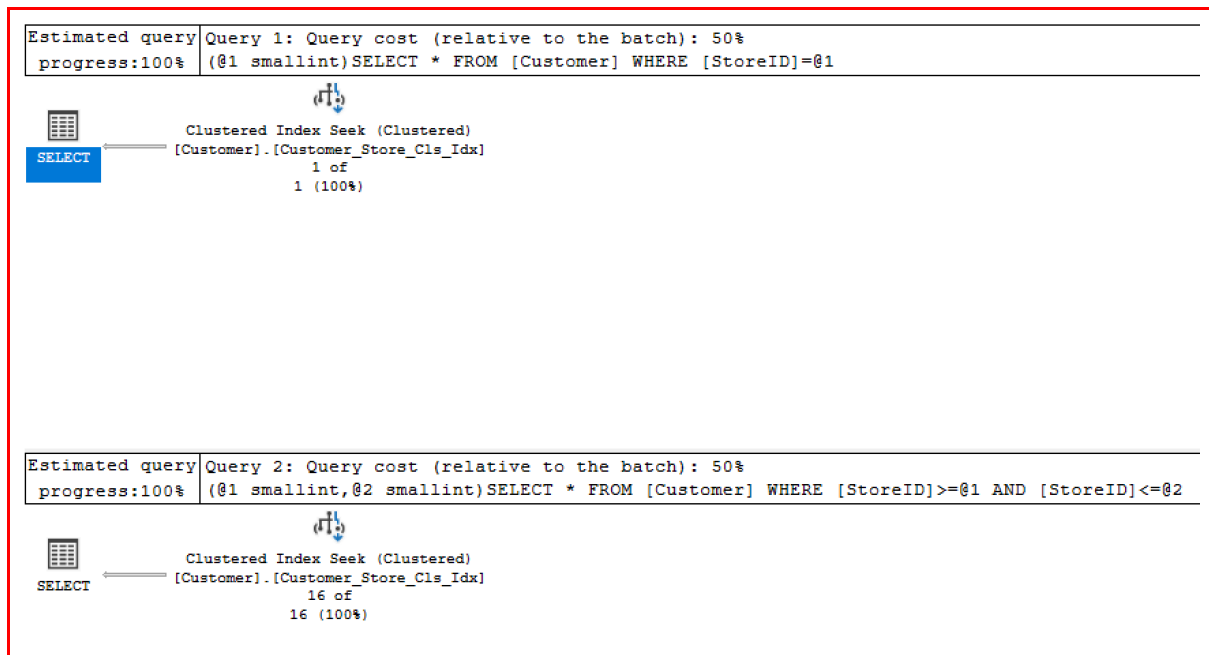 Estimated query Query 1: Query cost (relative to the batch): 50%
progress:100% (@1 smallint)SELECT * FROM [Customer] WHERE [StoreID]=@1
Clustered Index Seek (Clustered)
[Customer].[Customer_Store_Cls_Idx]
SELECT
1 of
1 (100%)
Estimated query Query 2: Query cost (relative to the batch): 50%
progress:100% (@1 smallint,@2 smallint)SELECT * FROM [Customer] WHERE [StoreID]>=@1 AND [StoreID]<=@2
Clustered Index Seek (Clustered)
[Customer].[Customer_Store_Cls_Idx]
SELECT
16 of
16 (100%)